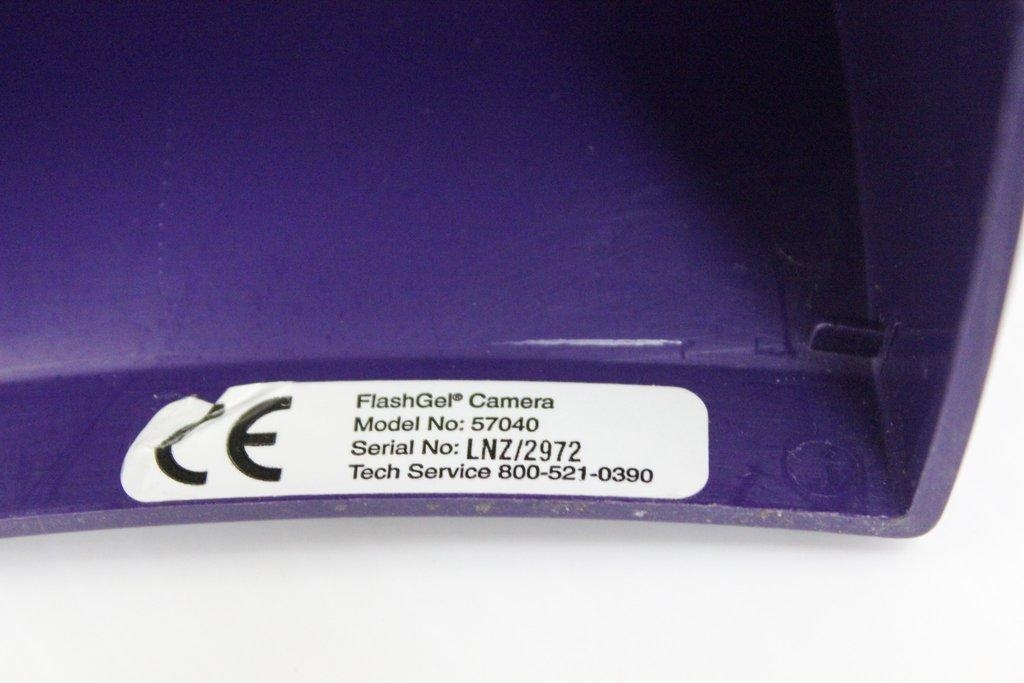 CE
FlashGel® Camera
Model No: 57040
Serial No: LNZ/2972
Tech Service 800-521-0390